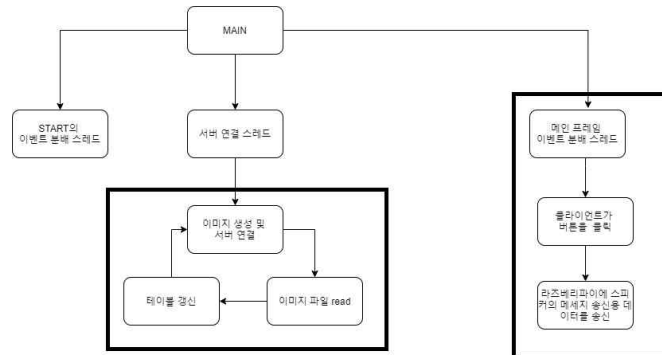 MAIN
START의
이벤트 분배 스레드
서버 연결 스레드
메인 프레임
이벤트 분배 스레드
이미지 생성 및
서버 연결
클라이언트가
버튼을 클릭
테이블 갱신
이미지 파일 read
라즈베리파이에 스피
커의 메세지 송신용 데
이터를 송신